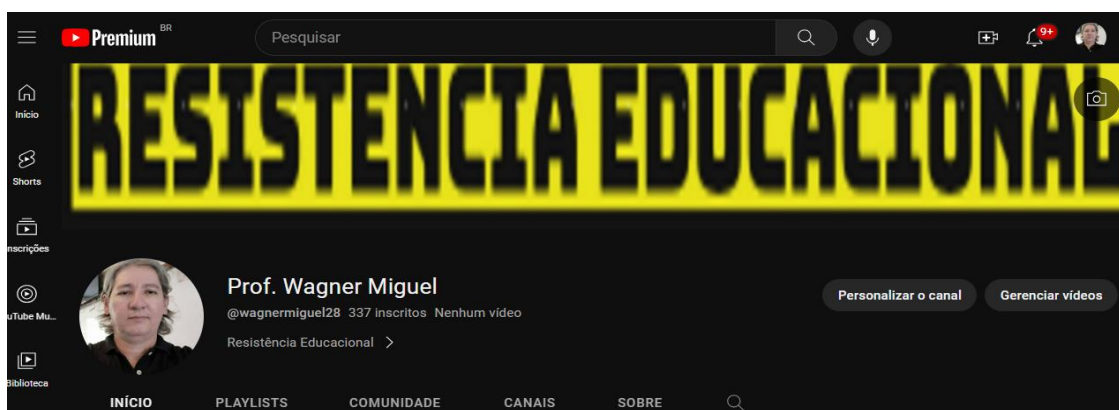 Premium BR
Pesquisar
9+
RESISTENCIA EDUCACIONAL
Início
Shorts
nscrições
uTube Mu...
Biblioteca
Prof. Wagner Miguel
@wagnermiguel28 337 inscritos Nenhum vídeo
Resistência Educacional >
Personalizar o canal
Gerenciar vídeos
INÍCIO PLAYLISTS COMUNIDADE CANAIS SOBRE